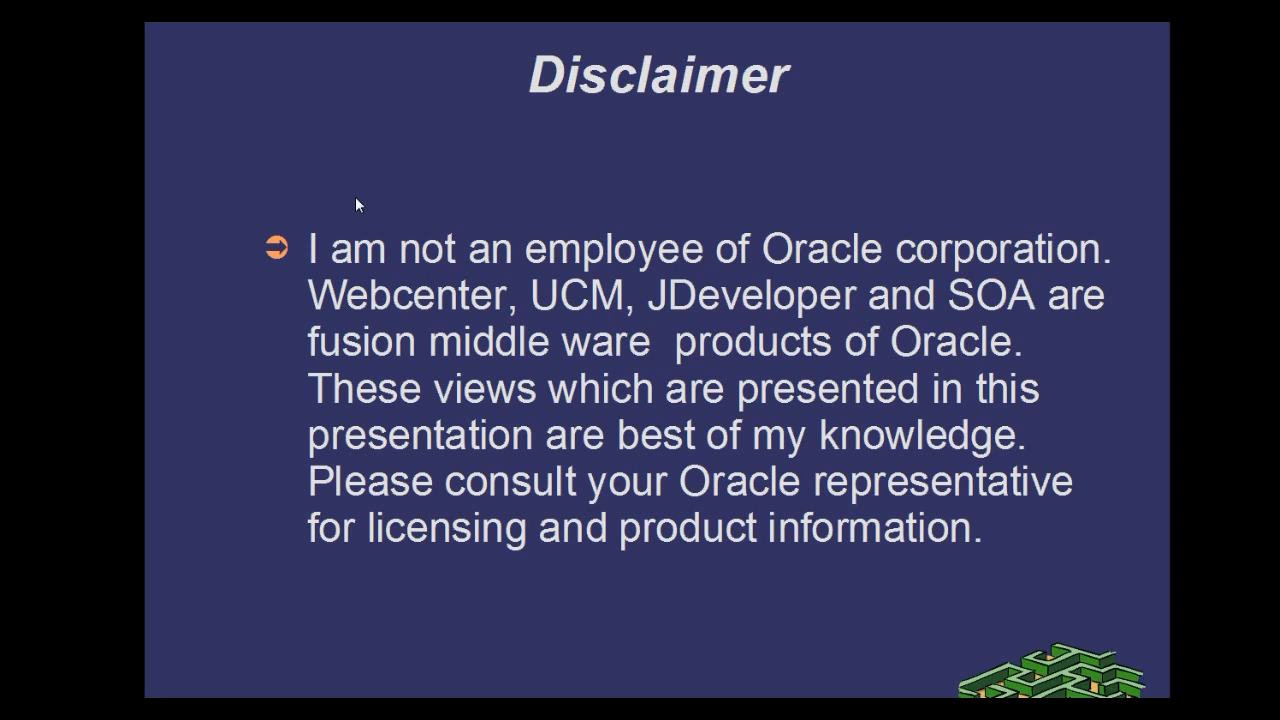 Disclaimer
I am not an employee of Oracle corporation.
Webcenter, UCM, JDeveloper and SOA are
fusion middle ware  products of Oracle.
These views which are presented in this
presentation are best of my knowledge.
Please consult your Oracle representative
for licensing and product information.